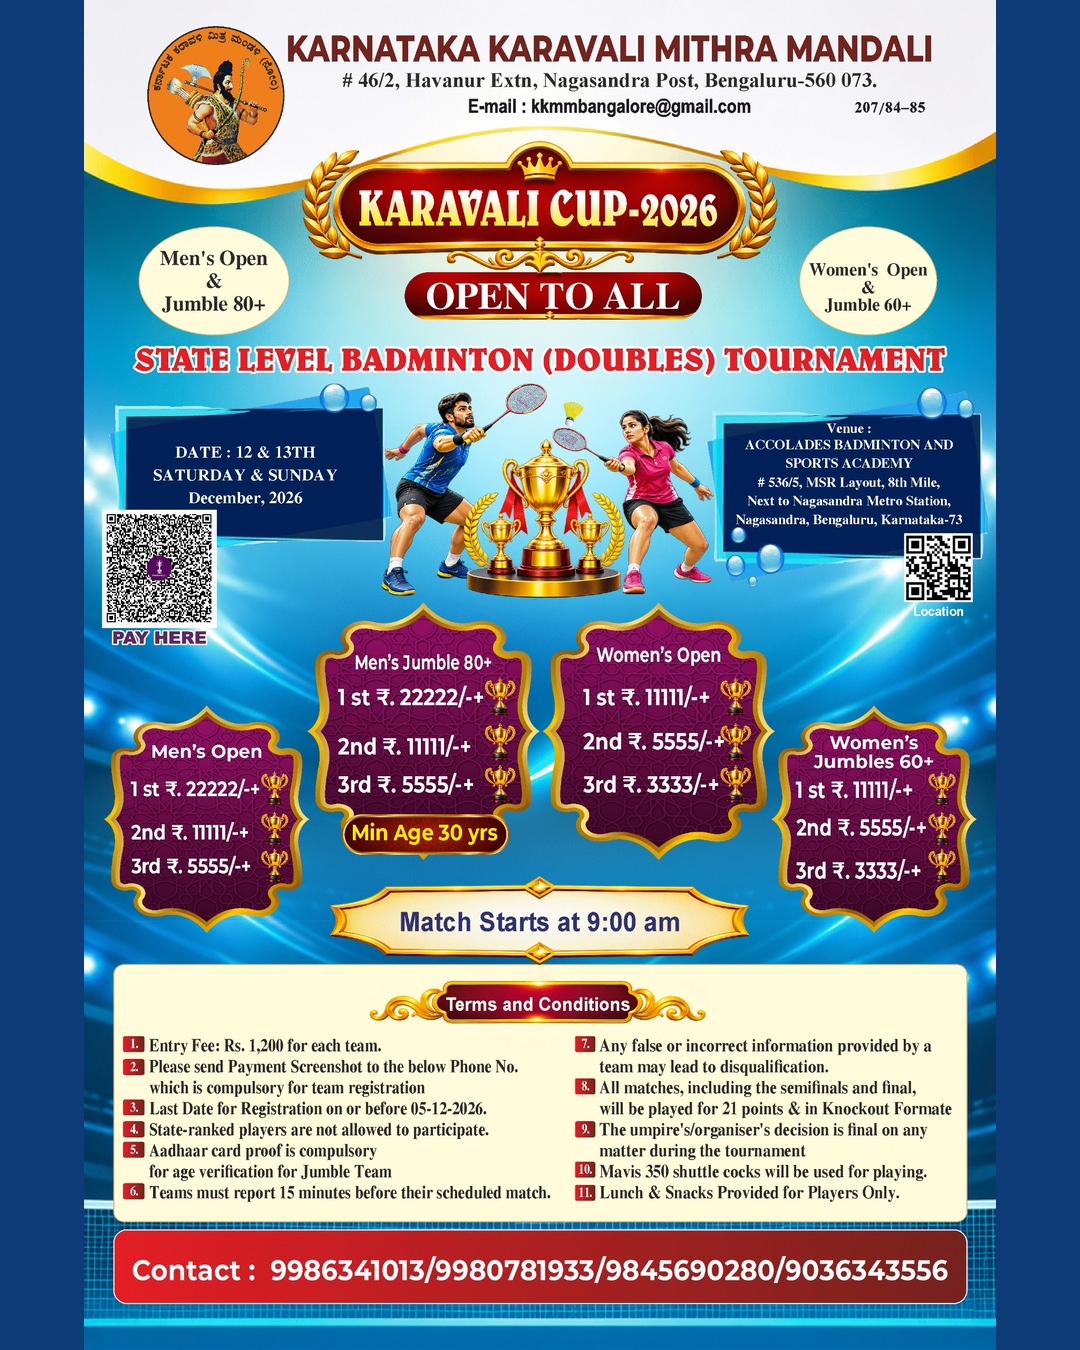 ಕರ್ನಾಟಕ ಕರಾವಳಿ ಮಿತ್ರ ಮಂಡಳಿ (ನೋಂ)
KARNATAKA KARAVALI MITHRA MANDALI
# 46/2, Havanur Extn, Nagasandra Post, Bengaluru-560 073.
E-mail : kkmmbangalore@gmail.com
207/84–85
KARAVALI CUP-2026
Men's Open
&
Jumble 80+
OPEN TO ALL
Women's Open
&
Jumble 60+
STATE LEVEL BADMINTON (DOUBLES) TOURNAMENT
DATE : 12 & 13TH
SATURDAY & SUNDAY
December, 2026
Venue :
ACCOLADES BADMINTON AND
SPORTS ACADEMY
# 536/5, MSR Layout, 8th Mile,
Next to Nagasandra Metro Station,
Nagasandra, Bengaluru, Karnataka-73
PAY HERE
Location
Men's Jumble 80+
1 st ₹. 22222/-+
2nd ₹. 11111/-+
3rd ₹. 5555/-+
Min Age 30 yrs
Women's Open
1 st ₹. 11111/-+
2nd ₹. 5555/-+
3rd ₹. 3333/-+
Men's Open
1 st ₹. 22222/-+
2nd ₹. 11111/-+
3rd ₹. 5555/-+
Women's
Jumbles 60+
1 st ₹. 11111/-+
2nd ₹. 5555/-+
3rd ₹. 3333/-+
Match Starts at 9:00 am
Terms and Conditions
1. Entry Fee: Rs. 1,200 for each team.
2. Please send Payment Screenshot to the below Phone No.
which is compulsory for team registration
3. Last Date for Registration on or before 05-12-2026.
4. State-ranked players are not allowed to participate.
5. Aadhaar card proof is compulsory
for age verification for Jumble Team
6. Teams must report 15 minutes before their scheduled match.
7. Any false or incorrect information provided by a
team may lead to disqualification.
8. All matches, including the semifinals and final,
will be played for 21 points & in Knockout Formate
9. The umpire's/organiser's decision is final on any
matter during the tournament
10. Mavis 350 shuttle cocks will be used for playing.
11. Lunch & Snacks Provided for Players Only.
Contact : 9986341013/9980781933/9845690280/9036343556